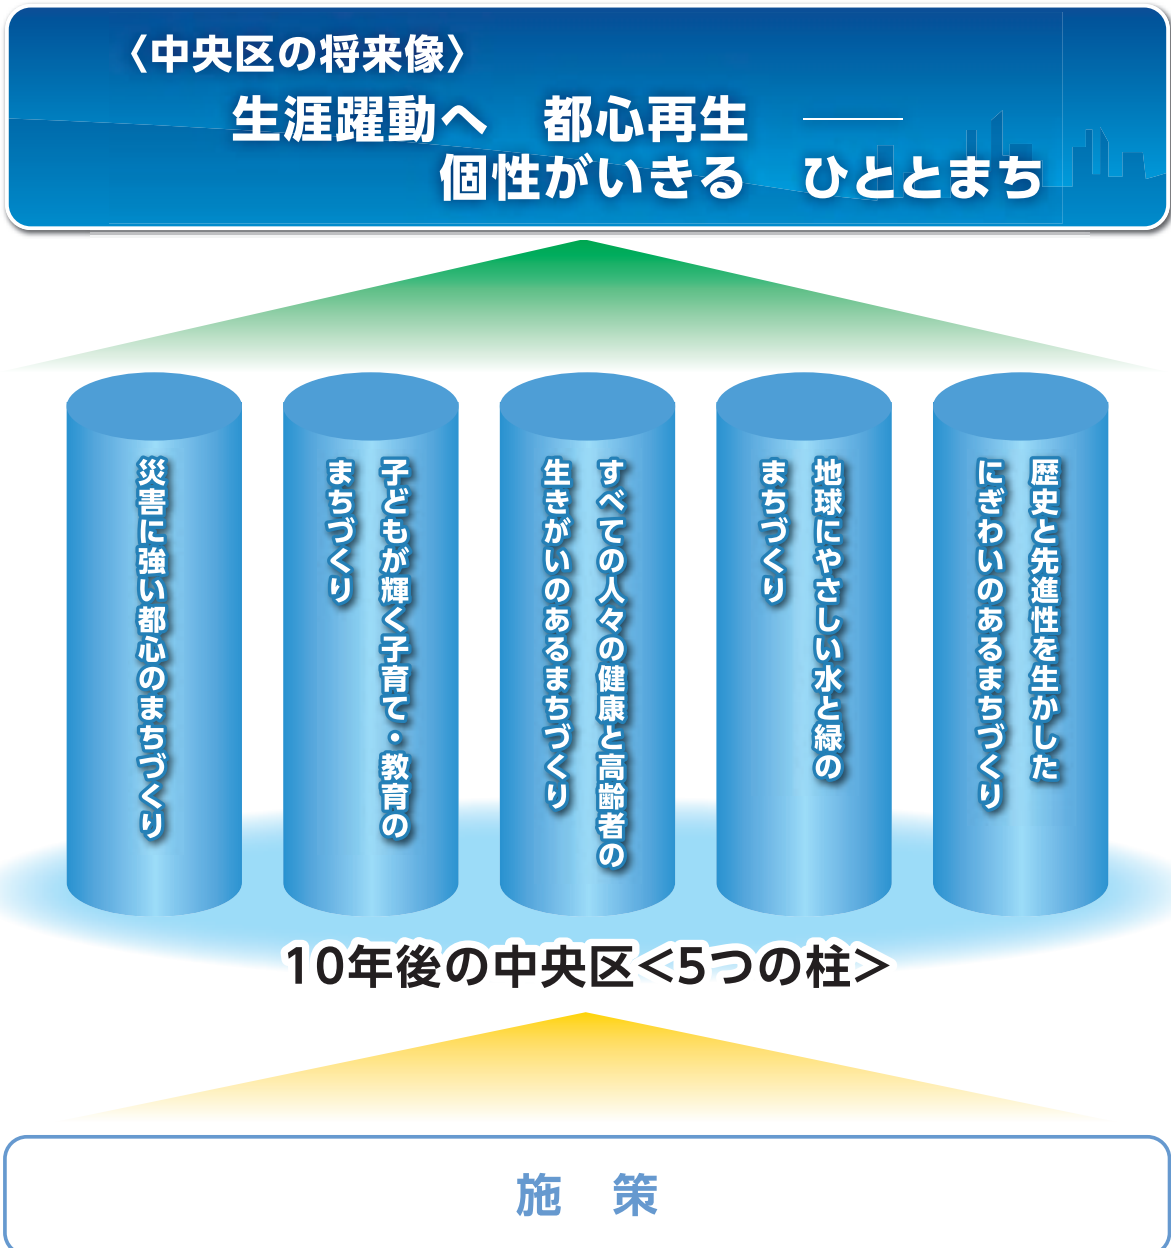 〈中央区の将来像〉
生涯躍動へ　都心再生　――
個性がいきる　ひととまち
災害に強い都心のまちづくり
子どもが輝く子育て・教育の
まちづくり
すべての人々の健康と高齢者の
生きがいのあるまちづくり
地球にやさしい水と緑の
まちづくり
歴史と先進性を生かした
にぎわいのあるまちづくり
10年後の中央区<5つの柱>
施　策